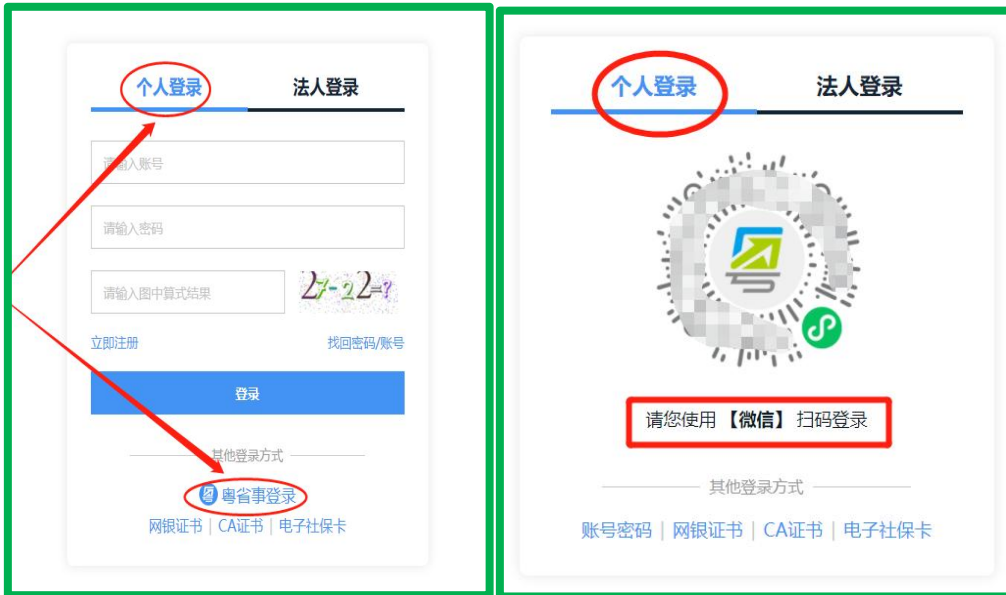 个人登录 法人登录
请输入账号
请输入密码
请输入图中算式结果 27-22=?
立即注册 找回密码/账号
登录
其他登录方式
粤省事登录
网银证书 | CA证书 | 电子社保卡
个人登录 法人登录
请您使用【微信】扫码登录
其他登录方式
账号密码 | 网银证书 | CA证书 | 电子社保卡